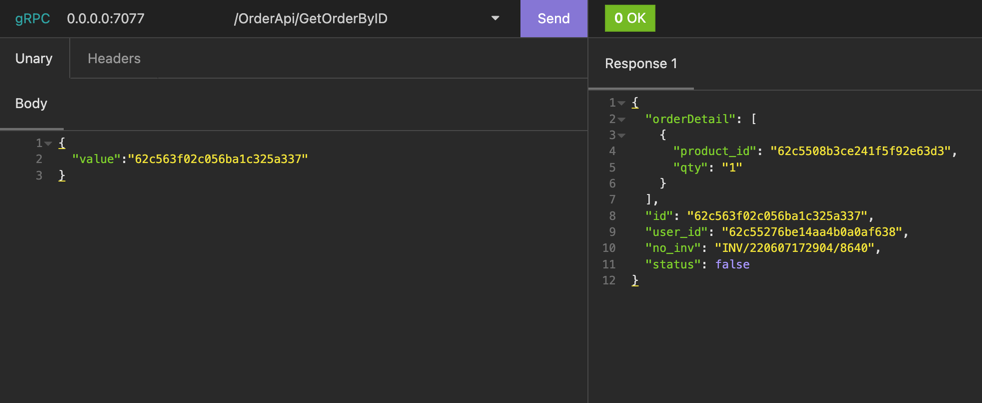 gRPC 0.0.0.0:7077 /OrderApi/GetOrderByID Send 0 OK
Unary Headers
Response 1
Body
1 {
2 "value":"62c563f02c056ba1c325a337"
3 }
1 {
2 "orderDetail": [
3 {
4 "product_id": "62c5508b3ce241f5f92e63d3",
5 "qty": "1"
6 }
7 ],
8 "id": "62c563f02c056ba1c325a337",
9 "user_id": "62c55276be14aa4b0a0af638",
10 "no_inv": "INV/220607172904/8640",
11 "status": false
12 }